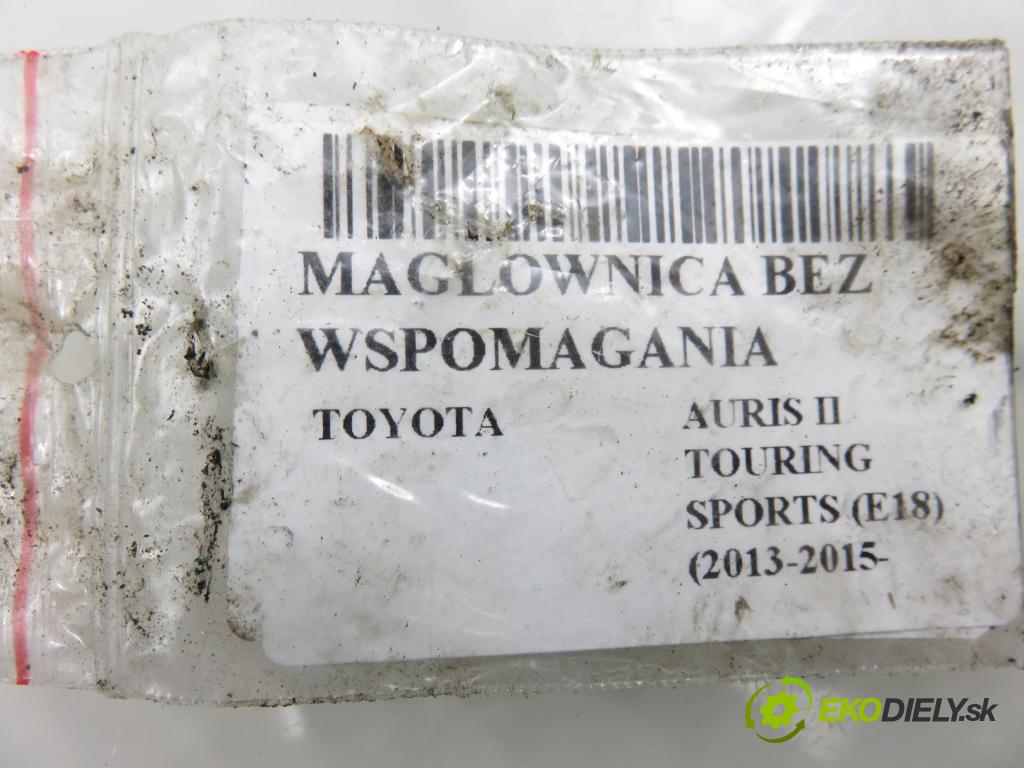 MAGLOWNICA BEZ
WSPOMAGANIA
TOYOTA
AURIS II
TOURING
SPORTS (E18)
(2013-2015-
EKODIELY.sk